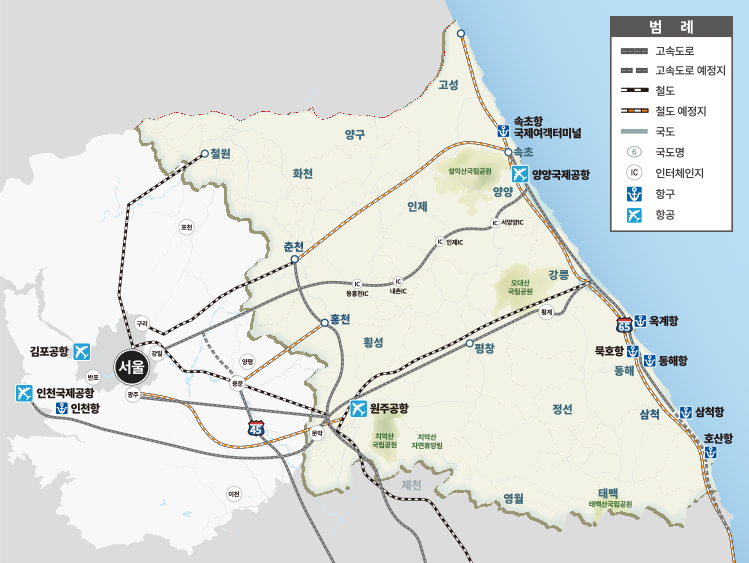 범 례
고속도로
고속도로 예정지
철도
철도 예정지
국도
6
국도명
IC
인터체인지
항구
항공
고성
속초항
국제여객터미널
양구
철원
속초
화천
설악산국립공원
양양국제공항
양양
인제
포천
IC
서양양IC
IC
인제IC
춘천
강릉
오대산
국립공원
IC
동홍천IC
IC
내촌IC
횡계
구리
홍천
65
옥계항
김포공항
강일
횡성
평창
묵호항
동해항
서울
양평
동해
반포
용문
인천국제공항
광주
인천항
원주공항
정선
삼척
삼척항
45
문막
치악산
국립공원
치악산
자연휴양림
호산항
제천
이천
영월
태백
태백산국립공원